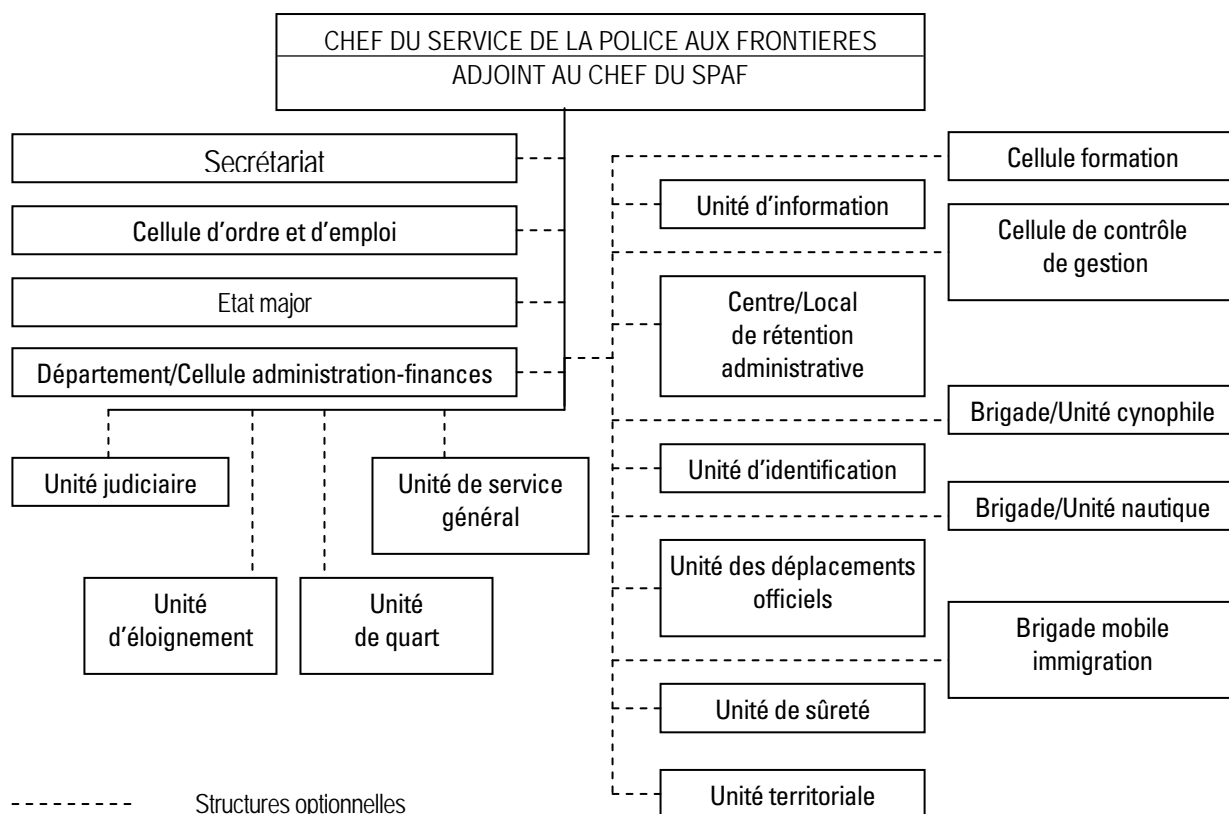 CHEF DU SERVICE DE LA POLICE AUX FRONTIERES
ADJOINT AU CHEF DU SPAF
Secrétariat
Cellule d'ordre et d'emploi
Etat major
Département/Cellule administration-finances
Unité judiciaire
Unité de service
général
Unité
d'éloignement
Unité
de quart
Unité d'information
Centre/Local
de rétention
administrative
Unité d'identification
Unité des déplacements
officiels
Unité de sûreté
Unité territoriale
Cellule formation
Cellule de contrôle
de gestion
Brigade/Unité cynophile
Brigade/Unité nautique
Brigade mobile
immigration
Structures optionnelles